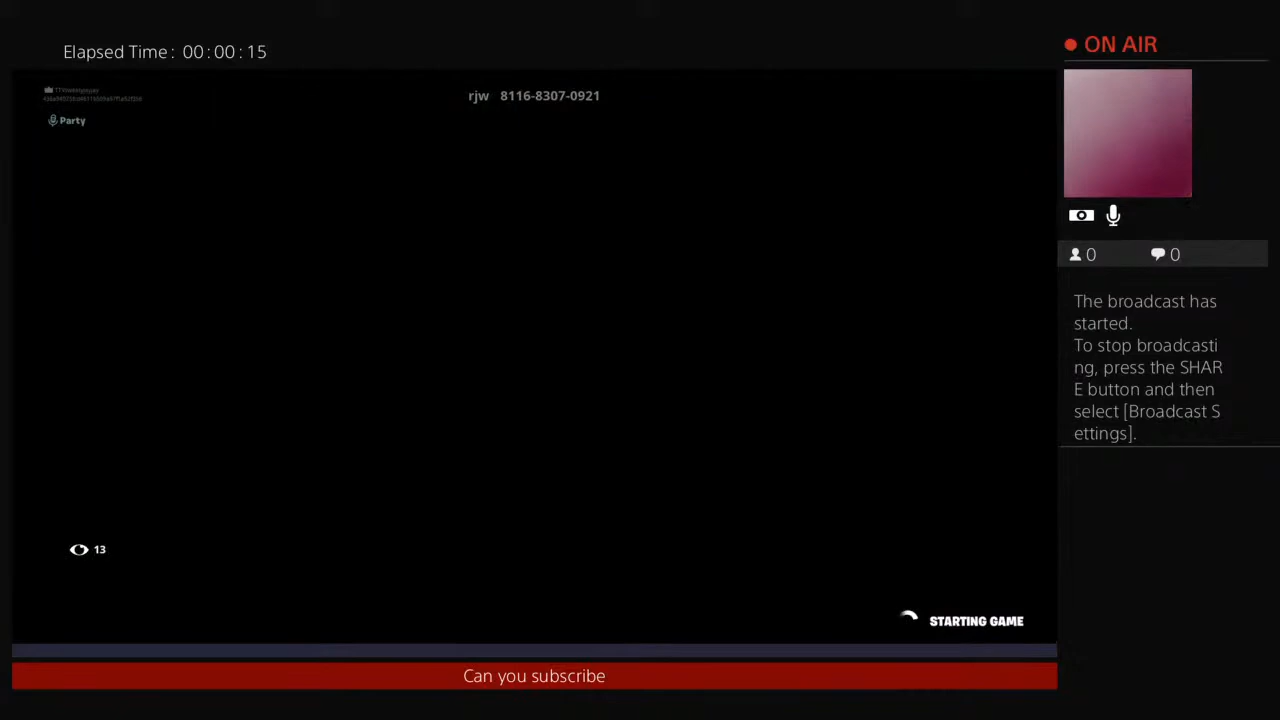 Elapsed Time: 00:00:15
ON AIR
rjw 8116-8307-0921
Party
0 0
The broadcast has
started.
To stop broadcasti
ng, press the SHAR
E button and then
select [Broadcast S
ettings].
13
STARTING GAME
Can you subscribe